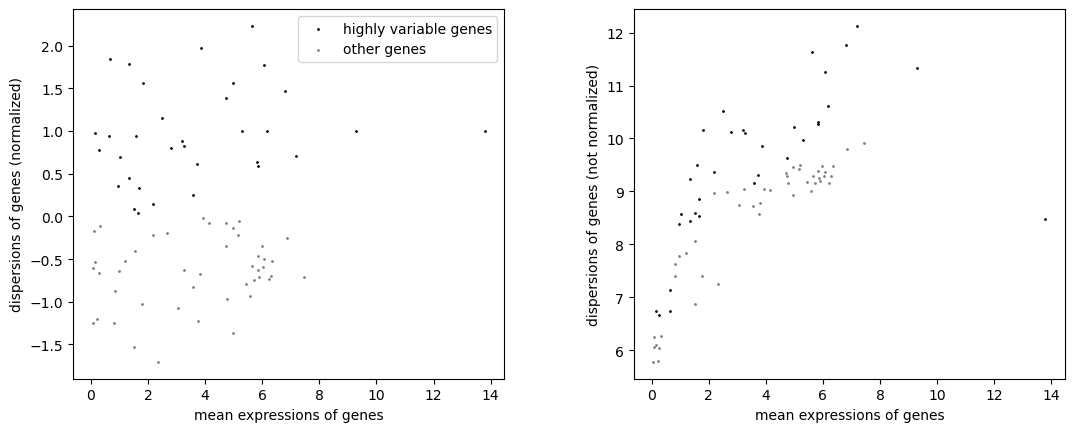 dispersions of genes (normalized)
2.0
1.5
1.0
0.5
0.0
−0.5
−1.0
−1.5
highly variable genes
other genes
0 2 4 6 8 10 12 14
mean expressions of genes
dispersions of genes (not normalized)
12
11
10
9
8
7
6
0 2 4 6 8 10 12 14
mean expressions of genes